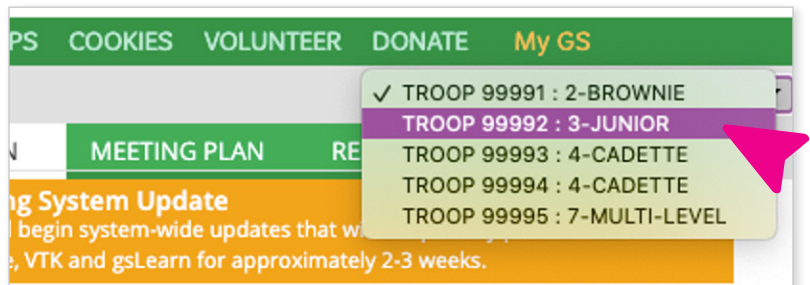 PS COOKIES VOLUNTEER DONATE My GS
✓ TROOP 99991 : 2-BROWNIE
TROOP 99992 : 3-JUNIOR
N MEETING PLAN RE
TROOP 99993 : 4-CADETTE
TROOP 99994 : 4-CADETTE
TROOP 99995 : 7-MULTI-LEVEL
ng System Update
begin system-wide updates that
e, VTK and gsLearn for approximately 2-3 weeks.